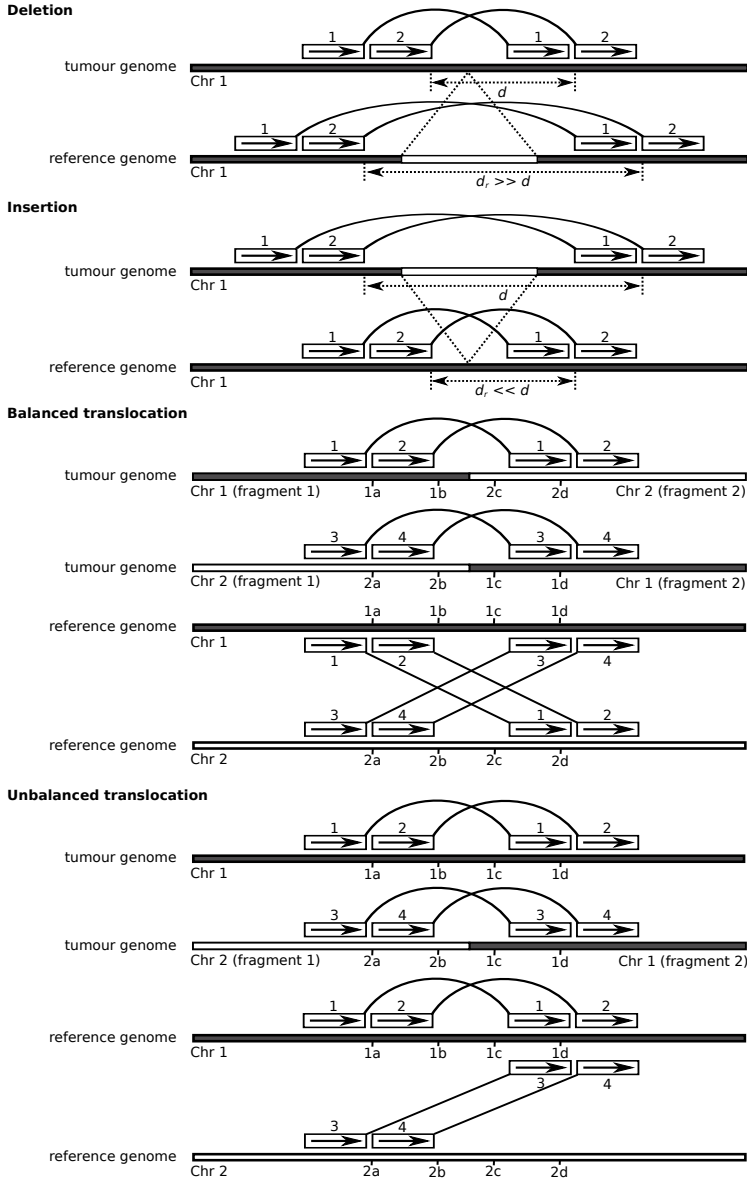 Deletion
1 2 1 2
tumour genome
Chr 1
d
1 2 1 2
reference genome
Chr 1
dr >> d
Insertion
1 2 1 2
tumour genome
Chr 1
d
1 2 1 2
reference genome
Chr 1
dr << d
Balanced translocation
1 2 1 2
tumour genome
Chr 1 (fragment 1) 1a 1b 2c 2d Chr 2 (fragment 2)
3 4 3 4
tumour genome
Chr 2 (fragment 1) 2a 2b 1c 1d Chr 1 (fragment 2)
1a 1b 1c 1d
reference genome
Chr 1
1 2 3 4
3 4 1 2
reference genome
Chr 2 2a 2b 2c 2d
Unbalanced translocation
1 2 1 2
tumour genome
Chr 1 1a 1b 1c 1d
3 4 3 4
tumour genome
Chr 2 (fragment 1) 2a 2b 1c 1d Chr 1 (fragment 2)
1 2 1 2
reference genome
Chr 1 1a 1b 1c 1d
3 4
3 4
reference genome
Chr 2 2a 2b 2c 2d